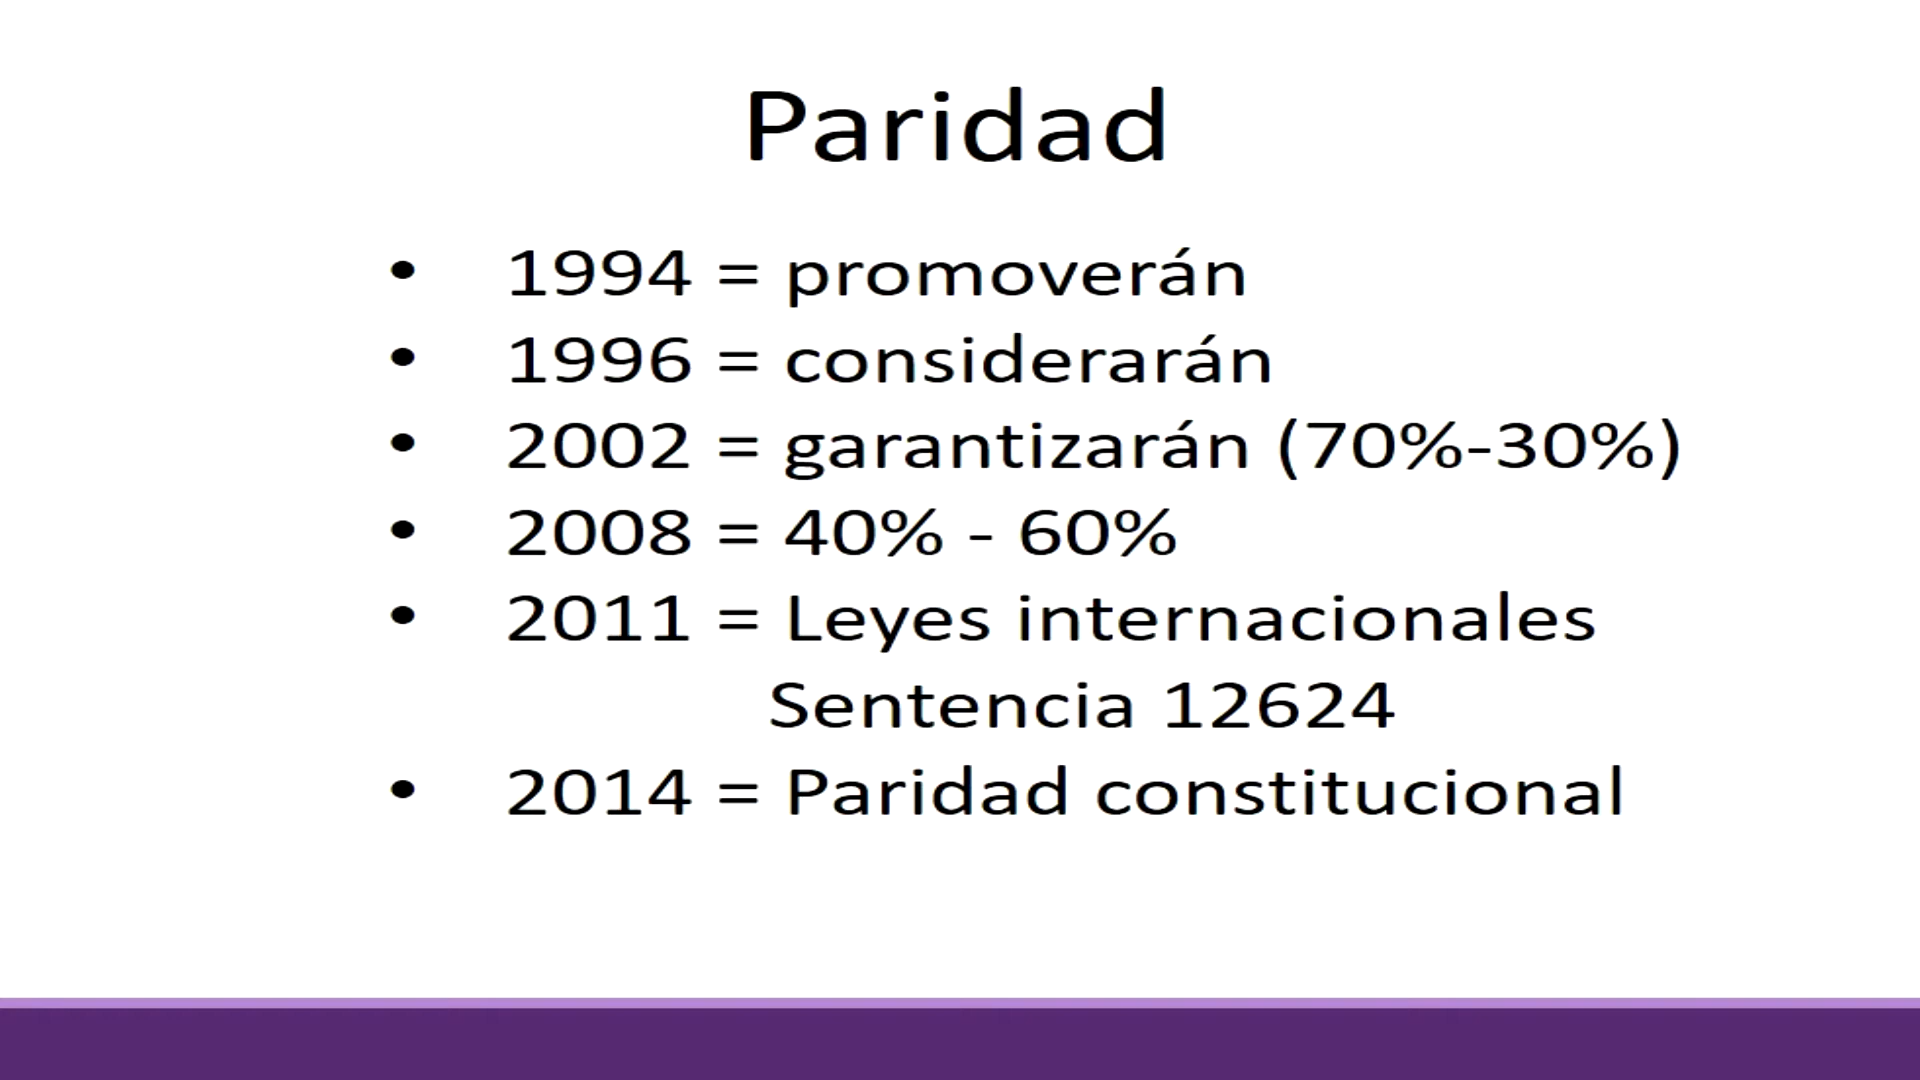 Paridad
• 1994 = promoverán
• 1996 = considerarán
• 2002 = garantizarán (70%-30%)
• 2008 = 40% - 60%
• 2011 = Leyes internacionales
Sentencia 12624
• 2014 = Paridad constitucional